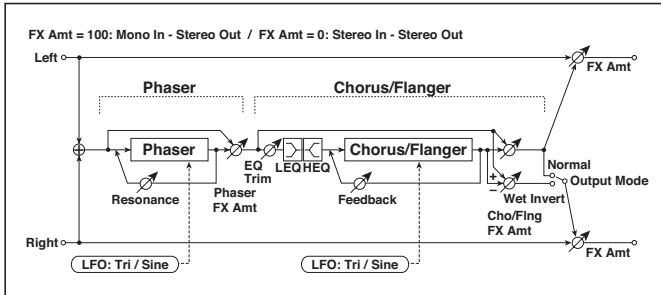 FX Amt = 100: Mono In - Stereo Out / FX Amt = 0: Stereo In - Stereo Out
Left
FX Amt
Phaser
Chorus/Flanger
Phaser
EQ
Trim
LEQ
HEQ
Chorus/Flanger
Normal
Output Mode
Resonance
Phaser
FX Amt
Feedback
+
–
Wet Invert
Cho/Flng
FX Amt
Right
FX Amt
LFO: Tri / Sine
LFO: Tri / Sine